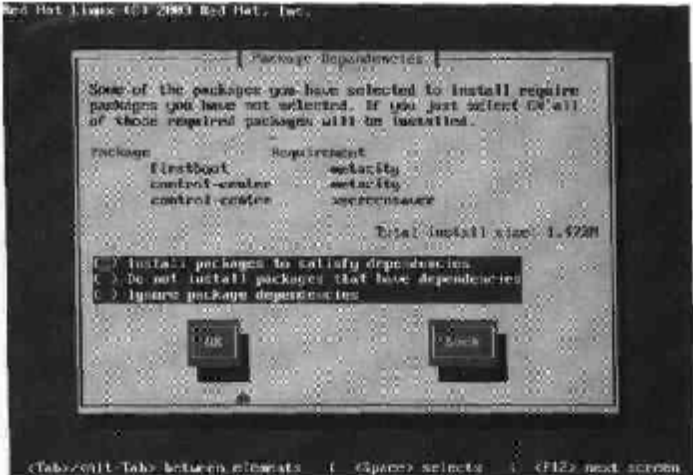 Red Hat Linux (C) 2003 Red Hat, Inc.
Package Dependencies
Some of the packages you have selected to install require
packages you have not selected. If you just select OK all
of those required packages will be installed.
Package Requirement
firstboot metacity
control-center metacity
control-center xscreensaver
Total install size: 1,472M
( ) Install packages to satisfy dependencies
( ) Do not install packages that have dependencies
( ) Ignore package dependencies
OK Back
<Tab>/<Alt-Tab> between elements | <Space> selects | <F12> next screen